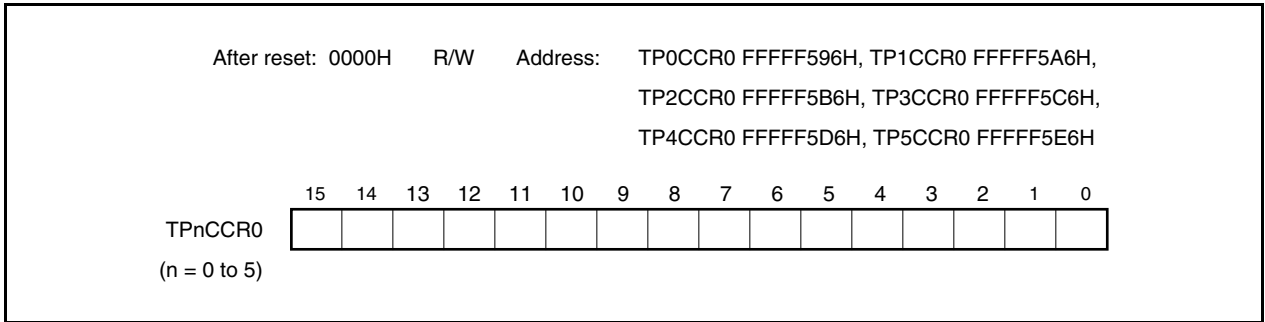 After reset: 0000H R/W Address: TP0CCR0 FFFFF596H, TP1CCR0 FFFFF5A6H,
TP2CCR0 FFFFF5B6H, TP3CCR0 FFFFF5C6H,
TP4CCR0 FFFFF5D6H, TP5CCR0 FFFFF5E6H
15 14 13 12 11 10 9 8 7 6 5 4 3 2 1 0
TPnCCR0
(n = 0 to 5)